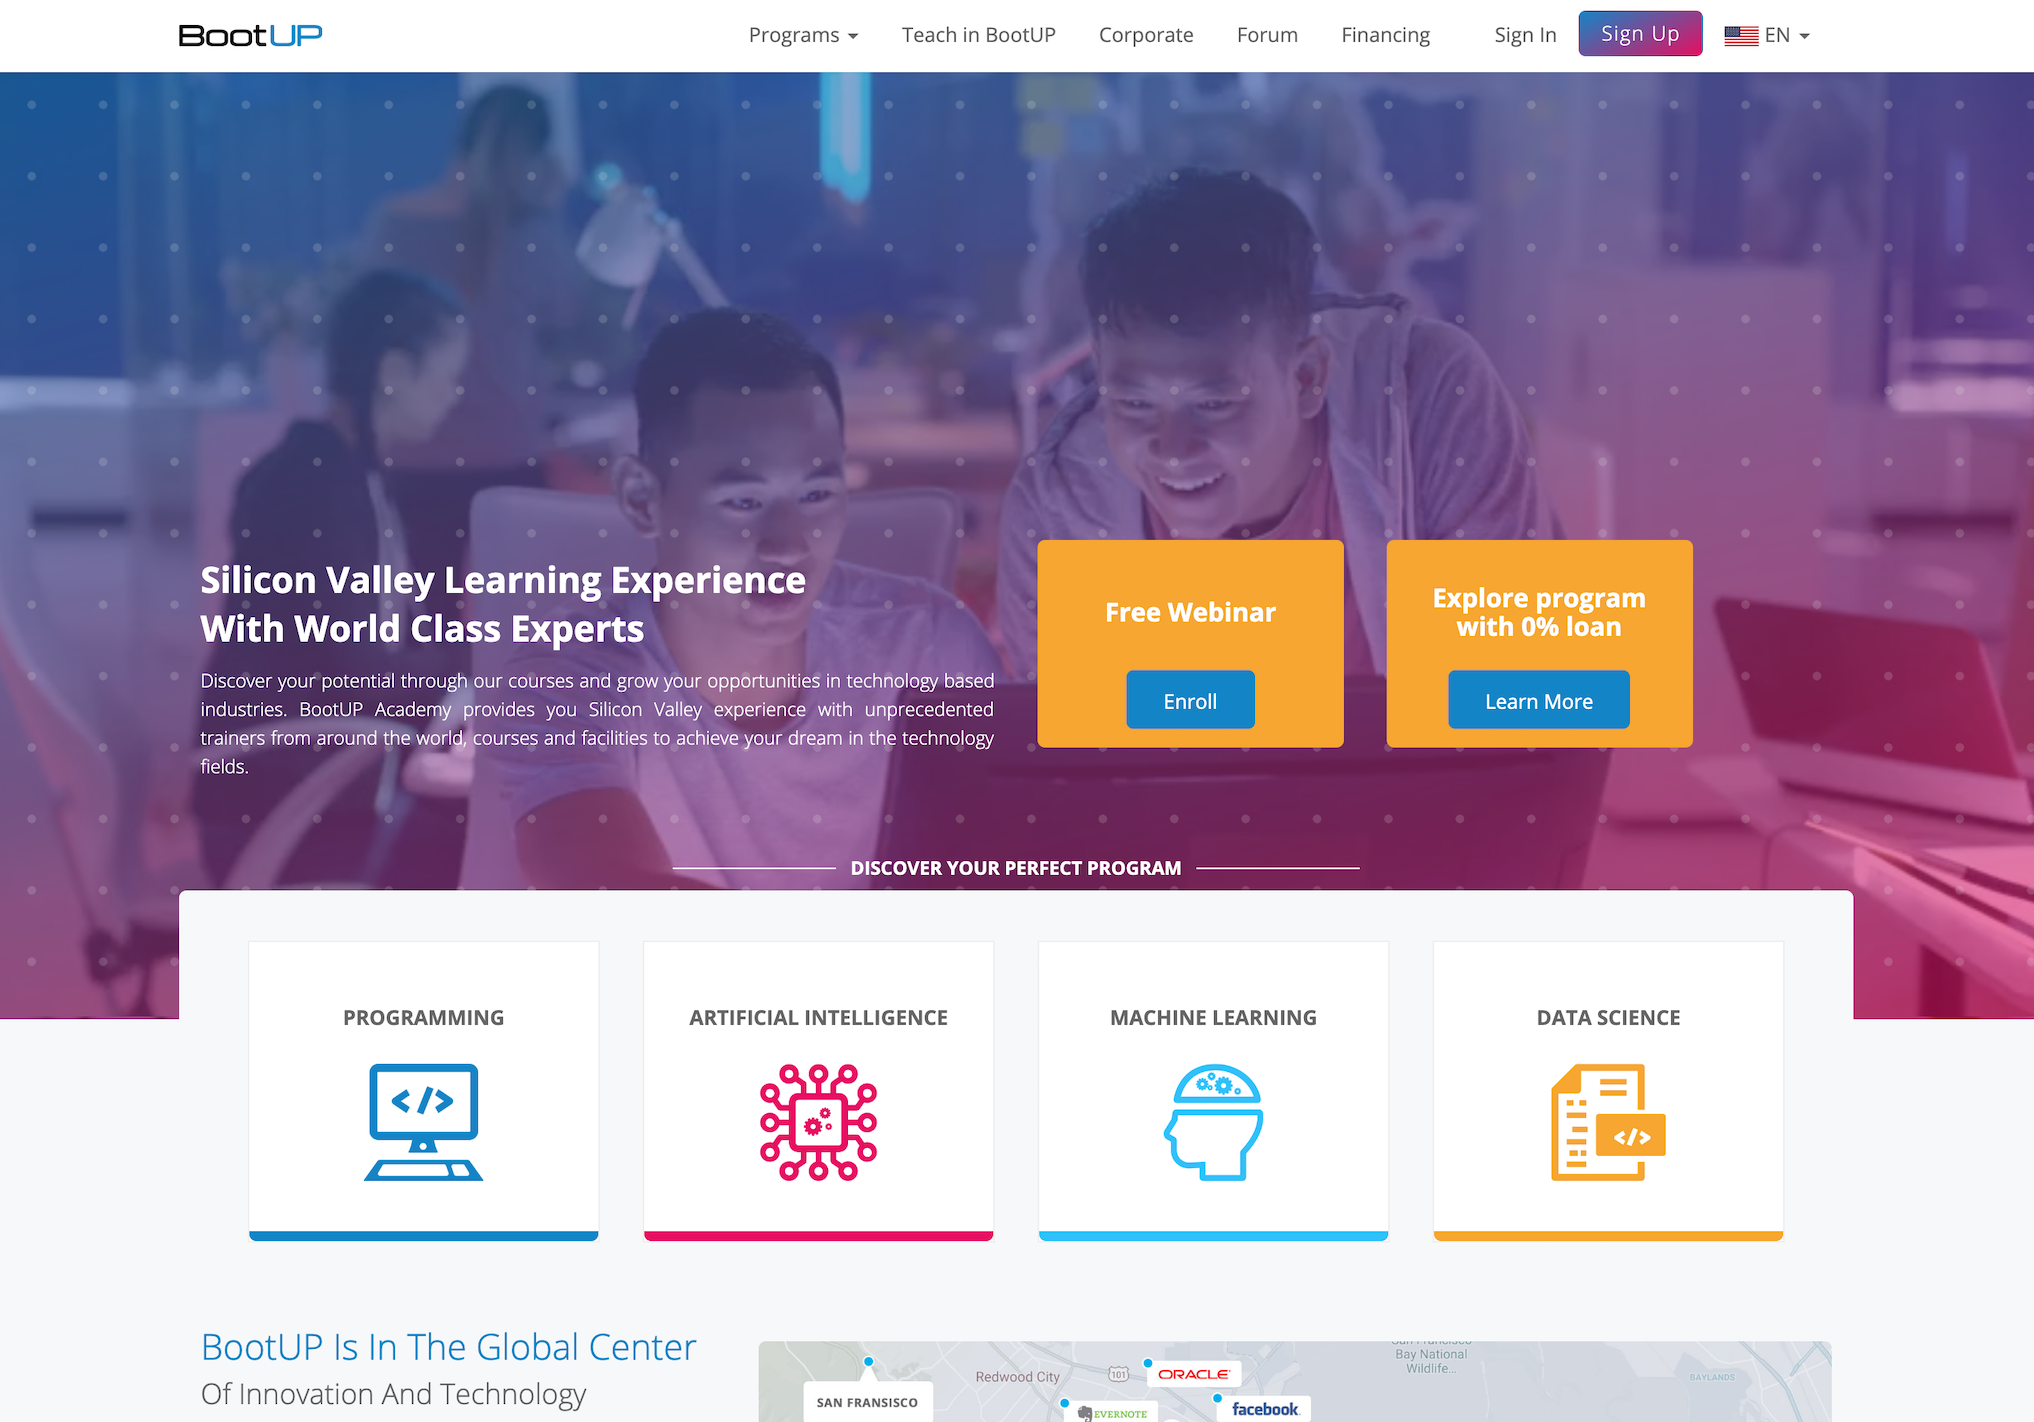 BootUP
Programs
Teach in BootUP
Corporate
Forum
Financing
Sign In
Sign Up
EN
Silicon Valley Learning Experience
With World Class Experts
Discover your potential through our courses and grow your opportunities in technology based
industries. BootUP Academy provides you Silicon Valley experience with unprecedented
trainers from around the world, courses and facilities to achieve your dream in the technology
fields.
Free Webinar
Enroll
Explore program
with 0% loan
Learn More
DISCOVER YOUR PERFECT PROGRAM
PROGRAMMING
</>
ARTIFICIAL INTELLIGENCE
MACHINE LEARNING
DATA SCIENCE
</>
BootUP Is In The Global Center
Of Innovation And Technology
SAN FRANSISCO
Redwood City
101
ORACLE
EVERNOTE
facebook.
San Francisco
Bay National
Wildlife...
BAYLANDS